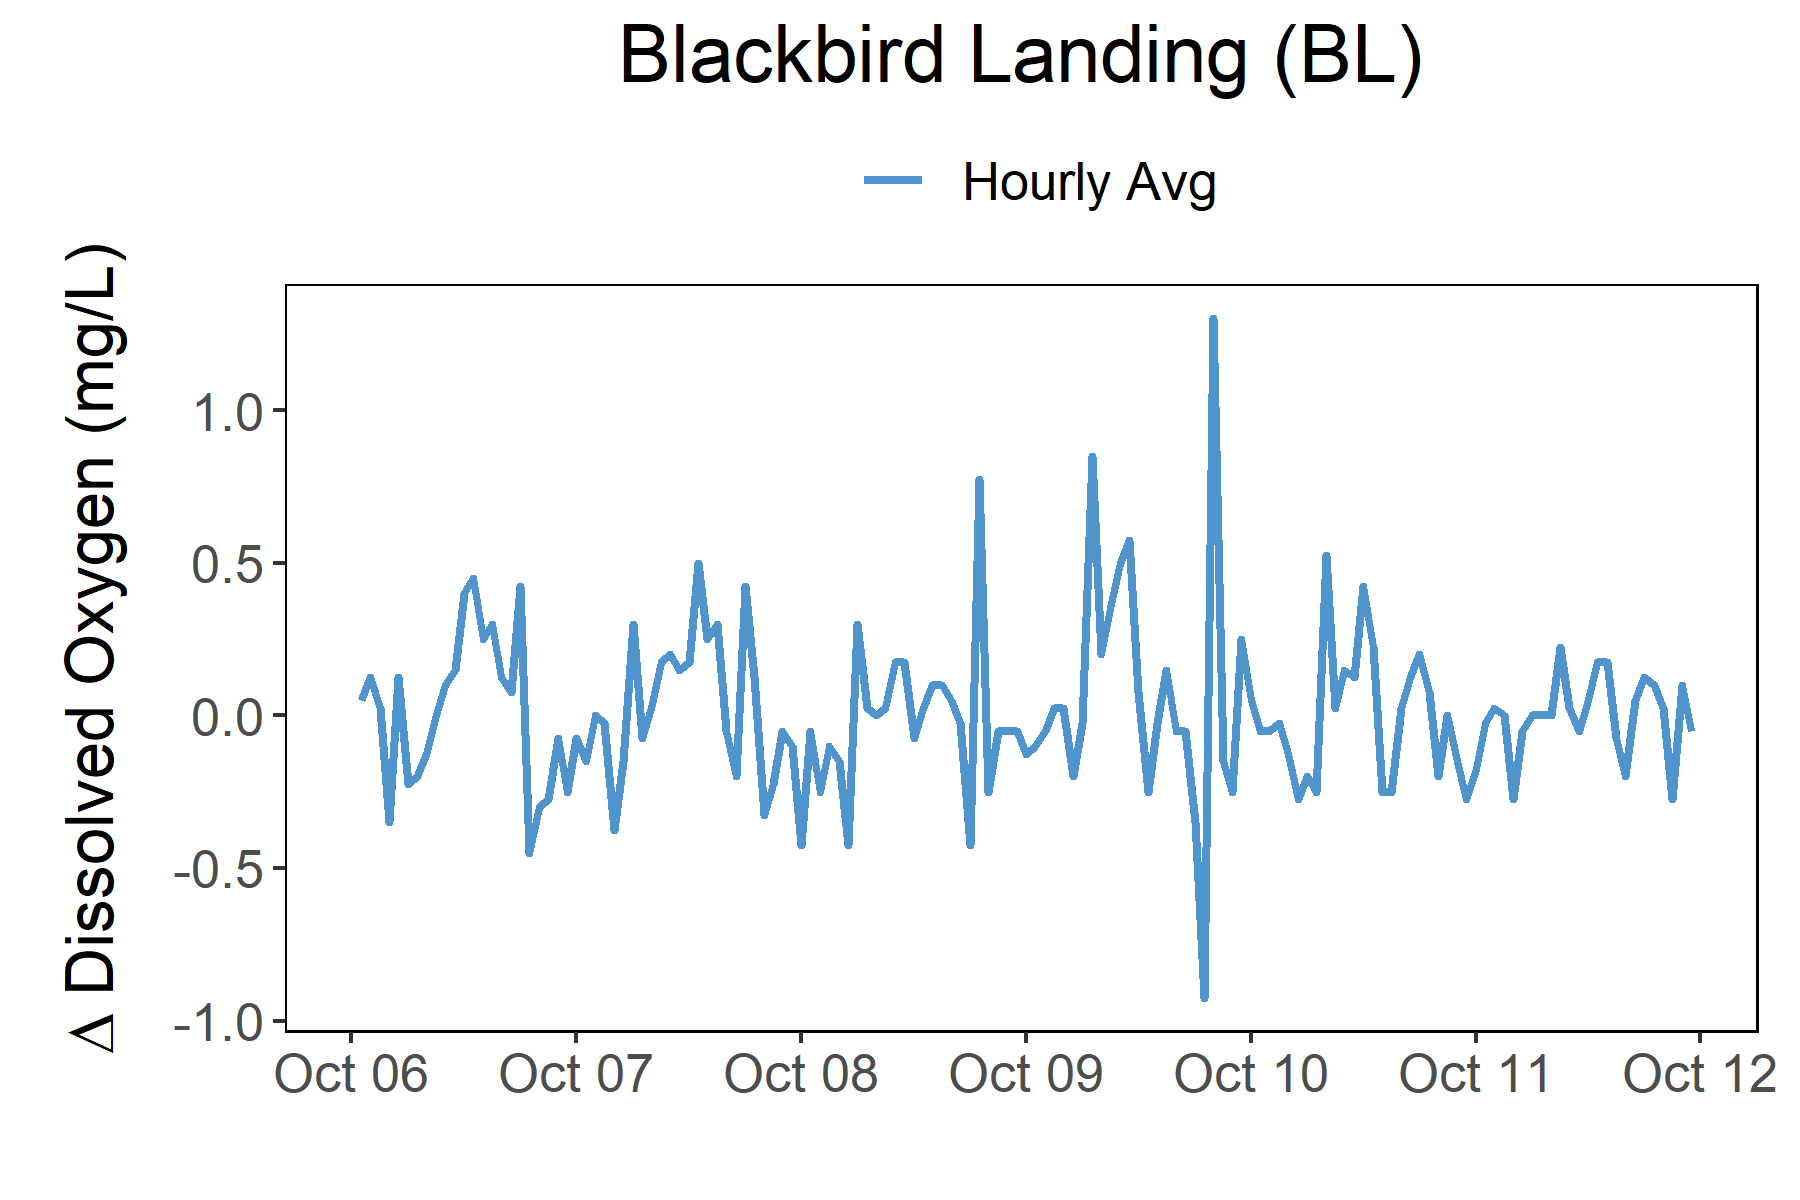 Blackbird Landing (BL)
Hourly Avg
Δ Dissolved Oxygen (mg/L)
1.0
0.5
0.0
-0.5
-1.0
Oct 06 Oct 07 Oct 08 Oct 09 Oct 10 Oct 11 Oct 12